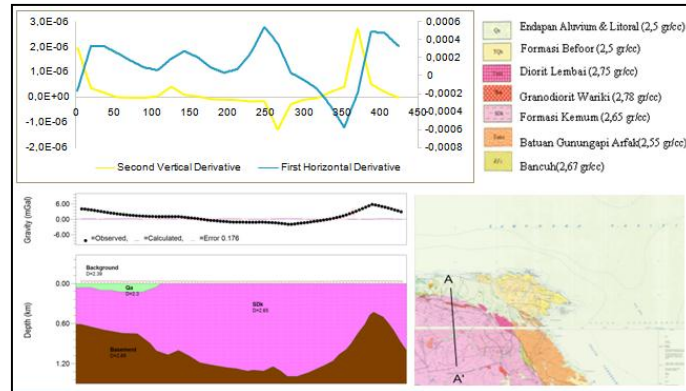 3,0E-06
2,0E-06
1,0E-06
0,0E+00
-1,0E-06
-2,0E-06
0 50 100 150 200 250 300 350 400 450
0,0006
0,0004
0,0002
0
-0,0002
-0,0004
-0,0006
-0,0008
Second Vertical Derivative
First Horizontal Derivative
Endapan Aluvium & Litoral (2,5 gr/cc)
Formasi Befoor (2,5 gr/cc)
Diorit Lembai (2,75 gr/cc)
Granodiorit Wariki (2,78 gr/cc)
Formasi Kemum (2,65 gr/cc)
Batuan Gunungapi Arfak(2,55 gr/cc)
Bancuh(2,67 gr/cc)
Gravity (mGal)
6.00
0.00
-6.00
=Observed, =Calculated, =Error 0.176
Background
Depth (km)
0.00
0.60
1.20
Qa
SDk
D=2.65
Basement
A
A'